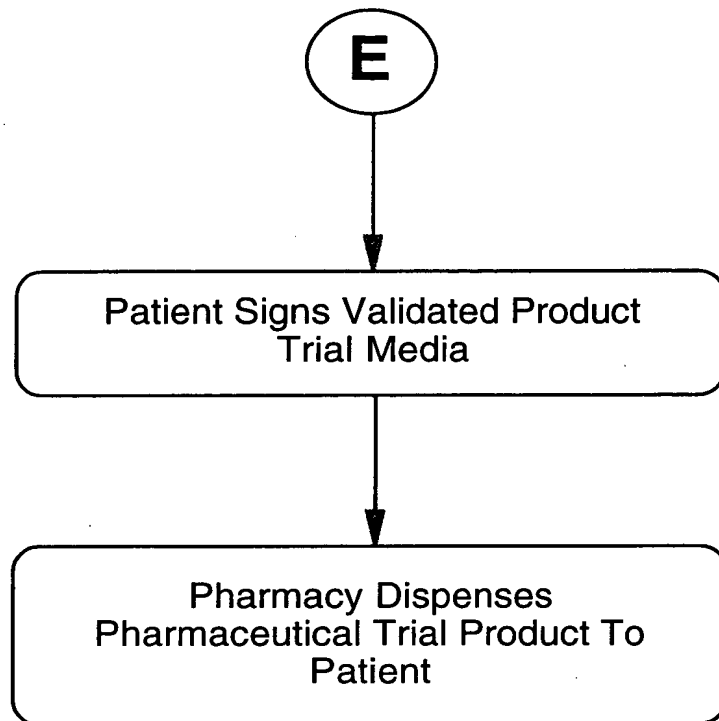 E
Patient Signs Validated Product
Trial Media
Pharmacy Dispenses
Pharmaceutical Trial Product To
Patient